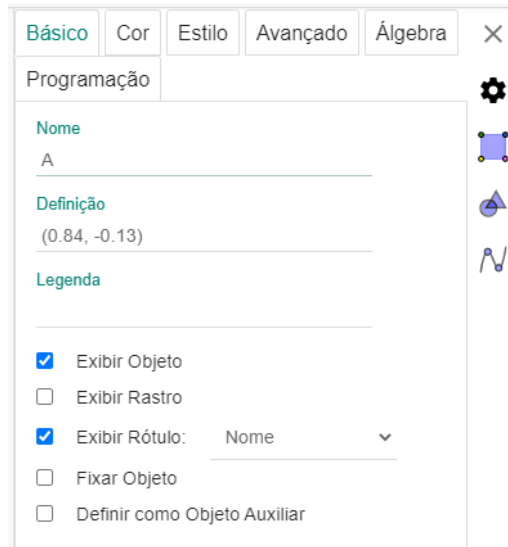 Básico Cor Estilo Avançado Álgebra
Programação
Nome
A
Definição
(0.84, -0.13)
Legenda
Exibir Objeto
Exibir Rastro
Exibir Rótulo: Nome
Fixar Objeto
Definir como Objeto Auxiliar